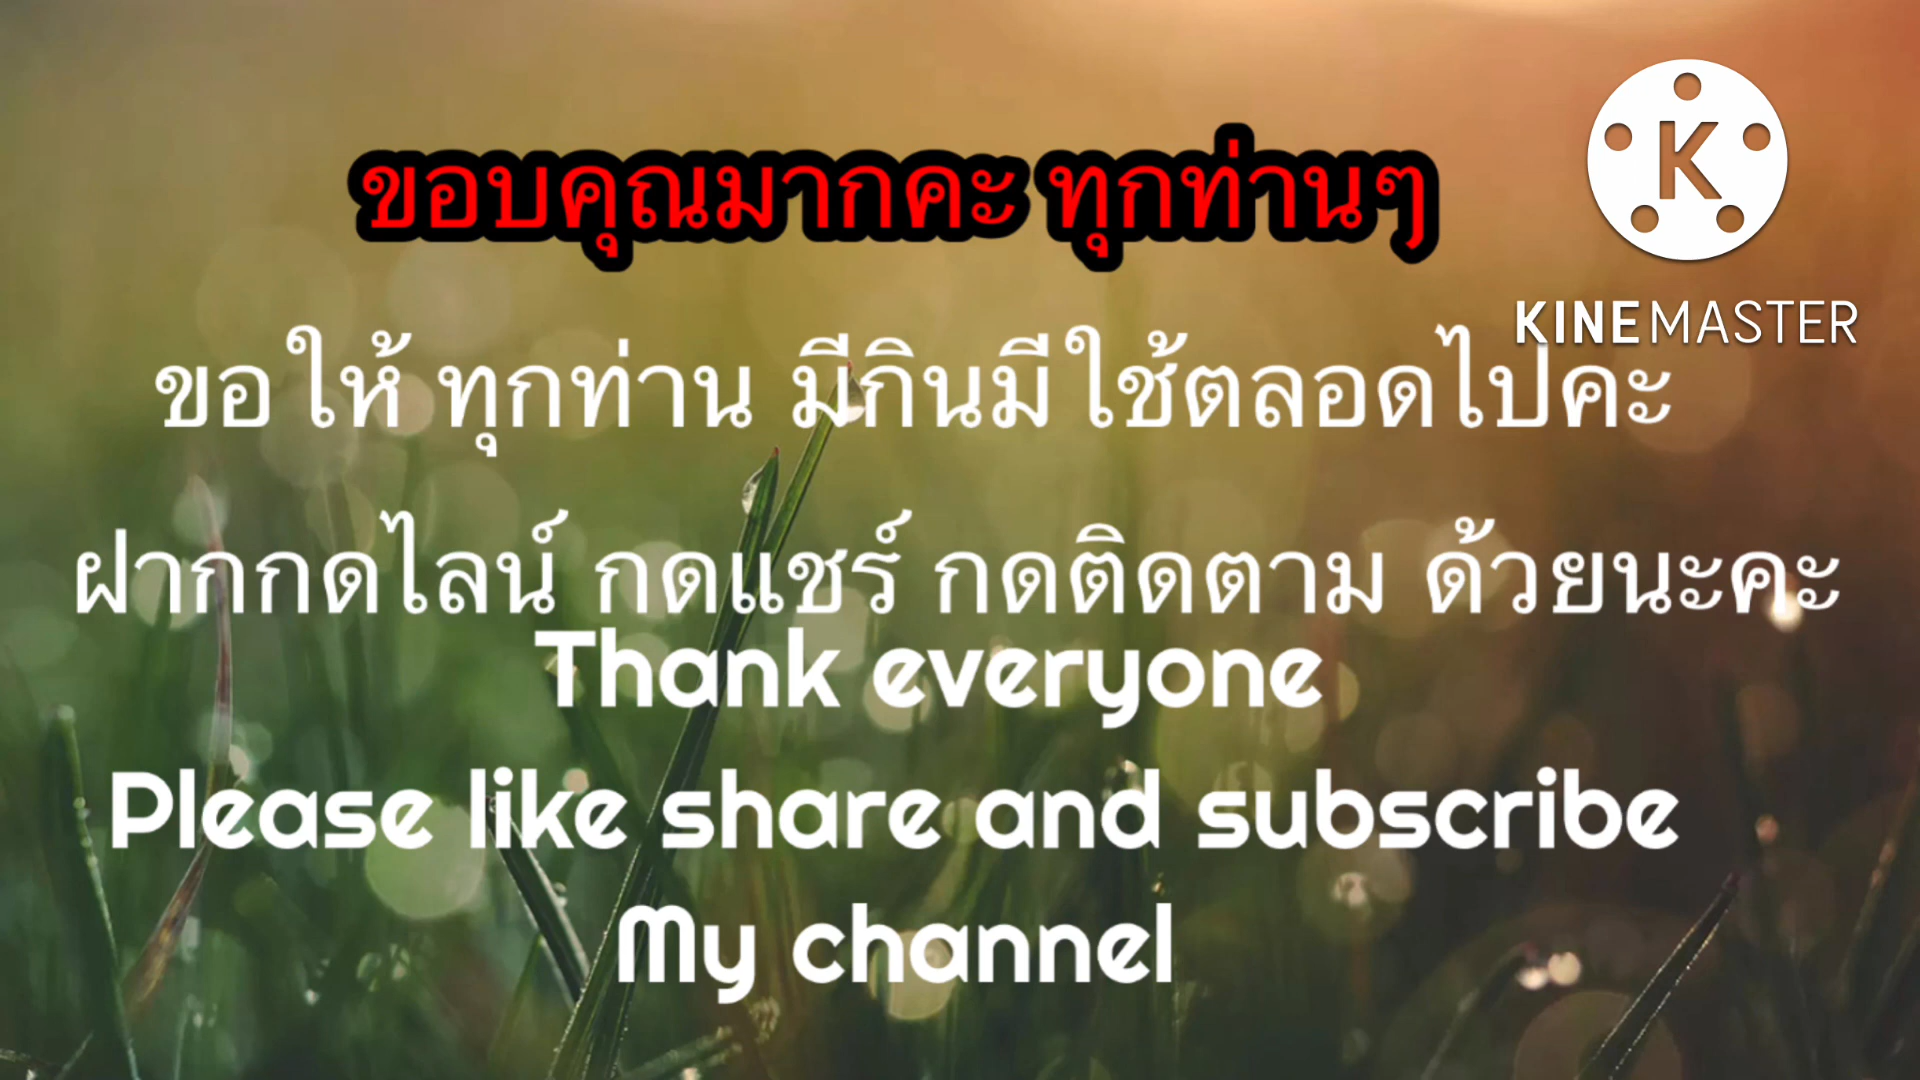 ขอบคุณมากคะ ทุกท่านๆ
KINEMASTER
ขอให้ ทุกท่าน มีกินมีใช้ตลอดไปคะ
ฝากกดไลน์ กดแชร์ กดติดตาม ด้วยนะคะ
Thank everyone
Please like share and subscribe
My channel